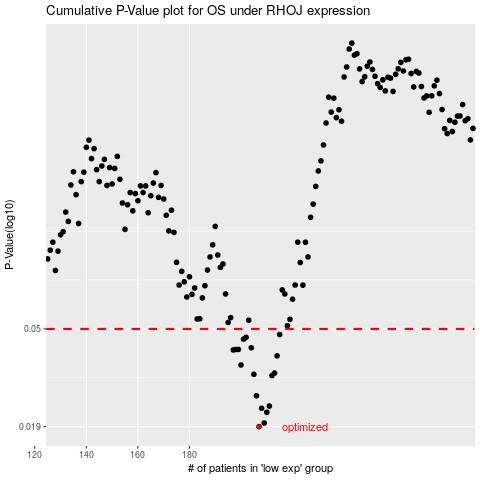 Cumulative P-Value plot for OS under RHOJ expression
P-Value(log10)
0.05
0.019
optimized
120 140 160 180
# of patients in 'low exp' group